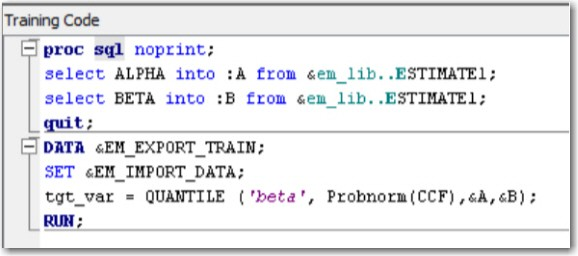 Training Code
proc sql noprint;
select ALPHA into :A from &em_lib..ESTIMATE1;
select BETA into :B from &em_lib..ESTIMATE1;
quit;
DATA &EM_EXPORT_TRAIN;
SET &EM_IMPORT_DATA;
tgt_var = QUANTILE ('beta', Probnorm(CCF),&A,&B);
RUN;